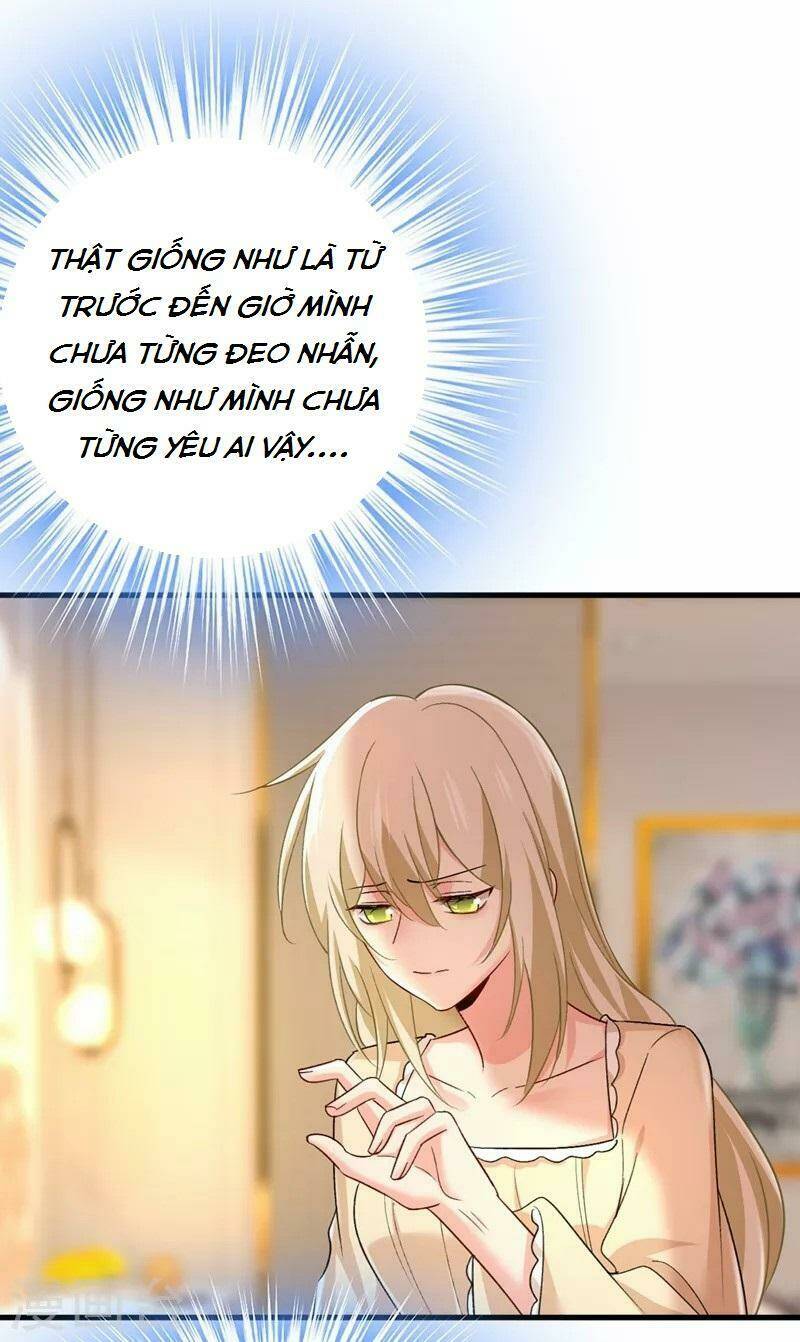 THẬT GIỐNG NHƯ LÀ TỪ
TRƯỚC ĐẾN GIỜ MÌNH
CHƯA TỪNG ĐEO NHẪN,
GIỐNG NHƯ MÌNH CHƯA
TỪNG YÊU AI VẬY....